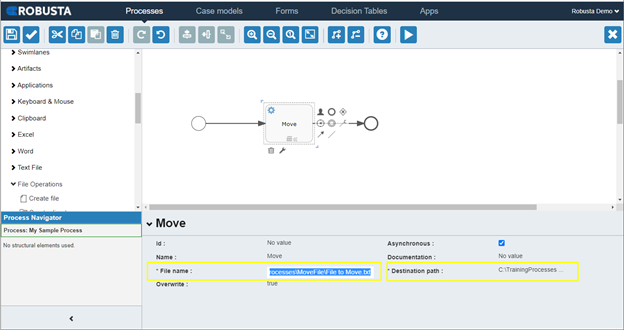 ROBUSTA
Processes
Case models
Forms
Decision Tables
Apps
Robusta Demo
Swimlanes
Artifacts
Applications
Keyboard & Mouse
Clipboard
Excel
Word
Text File
File Operations
Create file
Process Navigator
Process: My Sample Process
No structural elements used.
Move
Move
Id :
No value
Asynchronous :
Name :
Move
Documentation :
No value
* File name :
rocesses\MoveFile\File to Move.txt
* Destination path :
C:\TrainingProcesses ...
Overwrite :
true